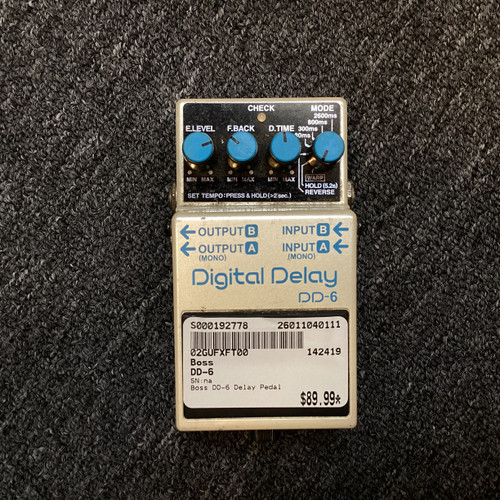 CHECK
MODE
2600ms
800ms
E.LEVEL F.BACK D.TIME 300ms
WARP
MIN MAX MIN MAX MIN MAX
HOLD(5.2s)
SET TEMPO:PRESS & HOLD (>2 sec.) REVERSE
OUTPUT B INPUT B
OUTPUT A INPUT A
(MONO) (MONO)
Digital Delay
DD-6
S000192778 26011040111
02GUFXFT00 142419
Boss
DD-6
SN:na
Boss DD-6 Delay Pedal
$89.99*